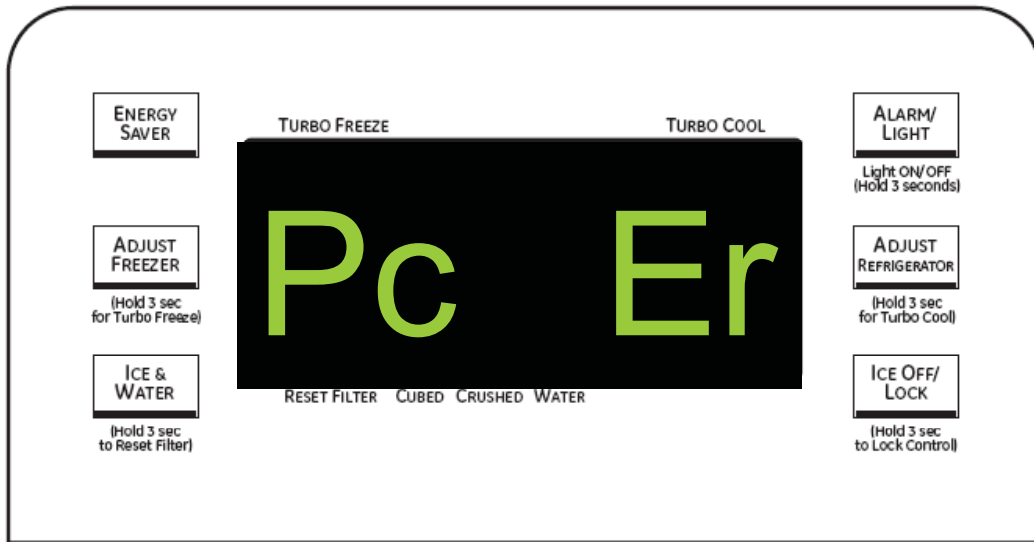 ENERGY
SAVER
TURBO FREEZE
TURBO COOL
ALARM/
LIGHT
Light ON/OFF
(Hold 3 seconds)
Pc Er
ADJUST
FREEZER
(Hold 3 sec
for Turbo Freeze)
ADJUST
REFRIGERATOR
(Hold 3 sec
for Turbo Cool)
ICE &
WATER
(Hold 3 sec
to Reset Filter)
RESET FILTER CUBED CRUSHED WATER
ICE OFF/
LOCK
(Hold 3 sec
to Lock Control)